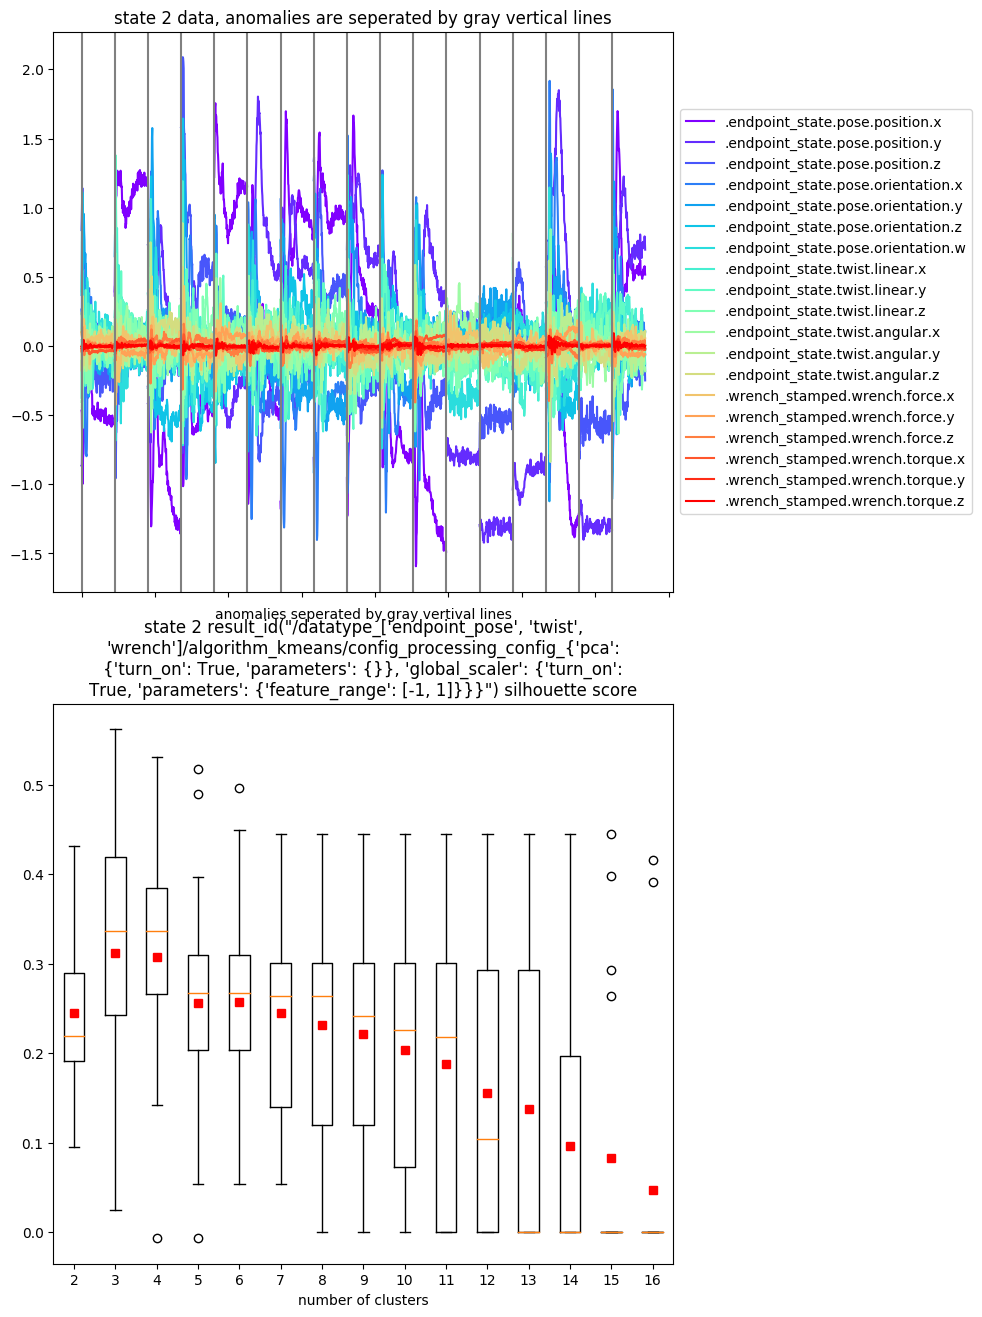 state 2 data, anomalies are seperated by gray vertical lines
2.0
1.5
1.0
0.5
0.0
−0.5
−1.0
−1.5
.endpoint_state.pose.position.x
.endpoint_state.pose.position.y
.endpoint_state.pose.position.z
.endpoint_state.pose.orientation.x
.endpoint_state.pose.orientation.y
.endpoint_state.pose.orientation.z
.endpoint_state.pose.orientation.w
.endpoint_state.twist.linear.x
.endpoint_state.twist.linear.y
.endpoint_state.twist.linear.z
.endpoint_state.twist.angular.x
.endpoint_state.twist.angular.y
.endpoint_state.twist.angular.z
.wrench_stamped.wrench.force.x
.wrench_stamped.wrench.force.y
.wrench_stamped.wrench.force.z
.wrench_stamped.wrench.torque.x
.wrench_stamped.wrench.torque.y
.wrench_stamped.wrench.torque.z
anomalies seperated by gray vertival lines
state 2 result_id("/datatype_['endpoint_pose', 'twist',
'wrench']/algorithm_kmeans/config_processing_config_{'pca':
{'turn_on': True, 'parameters': {}}, 'global_scaler': {'turn_on':
True, 'parameters': {'feature_range': [-1, 1]}}}") silhouette score
0.5
0.4
0.3
0.2
0.1
0.0
2 3 4 5 6 7 8 9 10 11 12 13 14 15 16
number of clusters